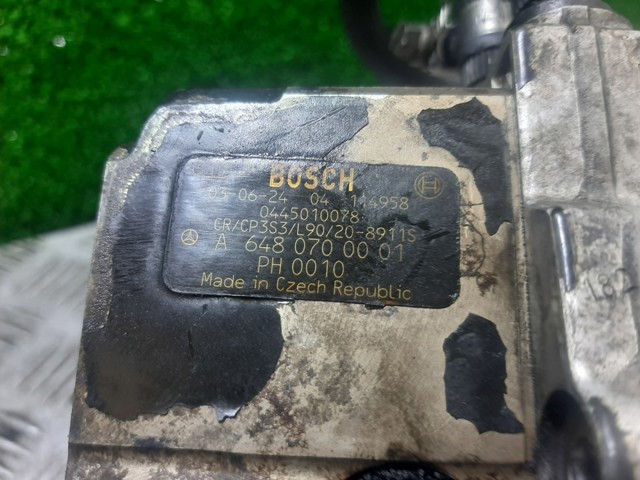 BOSCH
03-06-24 04 114958
0445010078
CR/CP3S3/L90/20-8911S
A 648 070 00 01
PH 0010
Made in Czech Republic